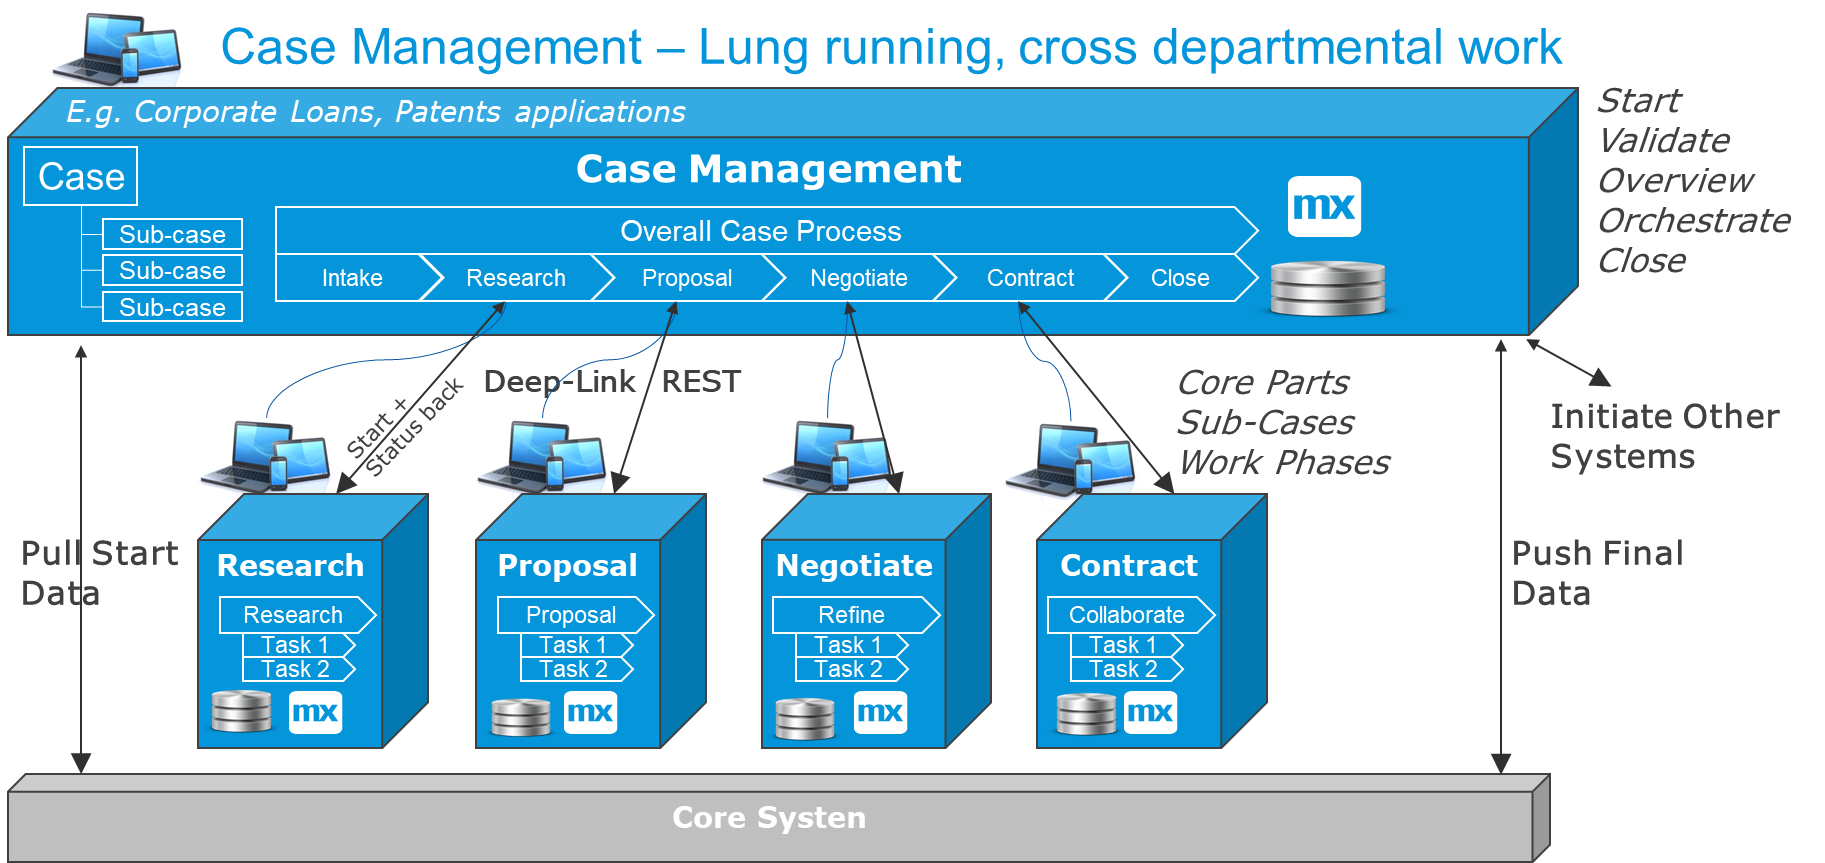 Case Management – Lung running, cross departmental work
E.g. Corporate Loans, Patents applications
Start
Validate
Overview
Orchestrate
Close
Case
Sub-case
Sub-case
Sub-case
Case Management
mx
Overall Case Process
Intake
Research
Proposal
Negotiate
Contract
Close
Start +
Status back
Deep-Link
REST
Core Parts
Sub-Cases
Work Phases
Initiate Other
Systems
Pull Start
Data
Push Final
Data
Research
Research
Task 1
Task 2
mx
Proposal
Proposal
Task 1
Task 2
mx
Negotiate
Refine
Task 1
Task 2
mx
Contract
Collaborate
Task 1
Task 2
mx
Core Systen